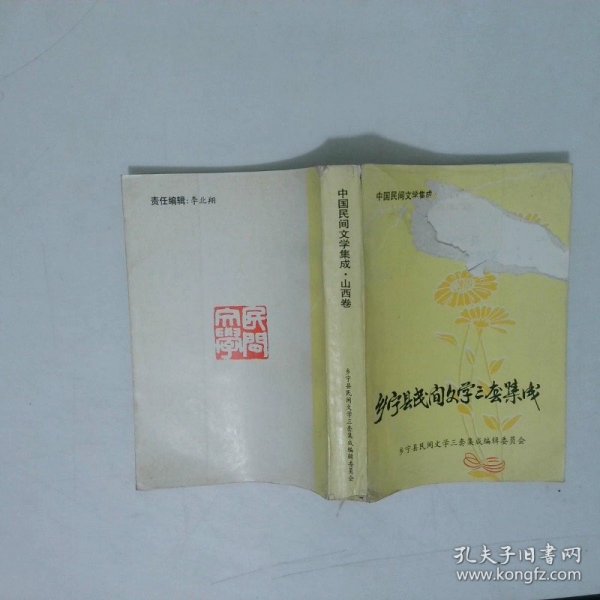 责任编辑：李北翔
民间
文学
中国民间文学集成·山西卷
乡宁县民间文学三套集成编辑委员会
中国民间文学集成
乡宁县民间文学三套集成
乡宁县民间文学三套集成编辑委员会
孔夫子旧书网
www.kongfz.com